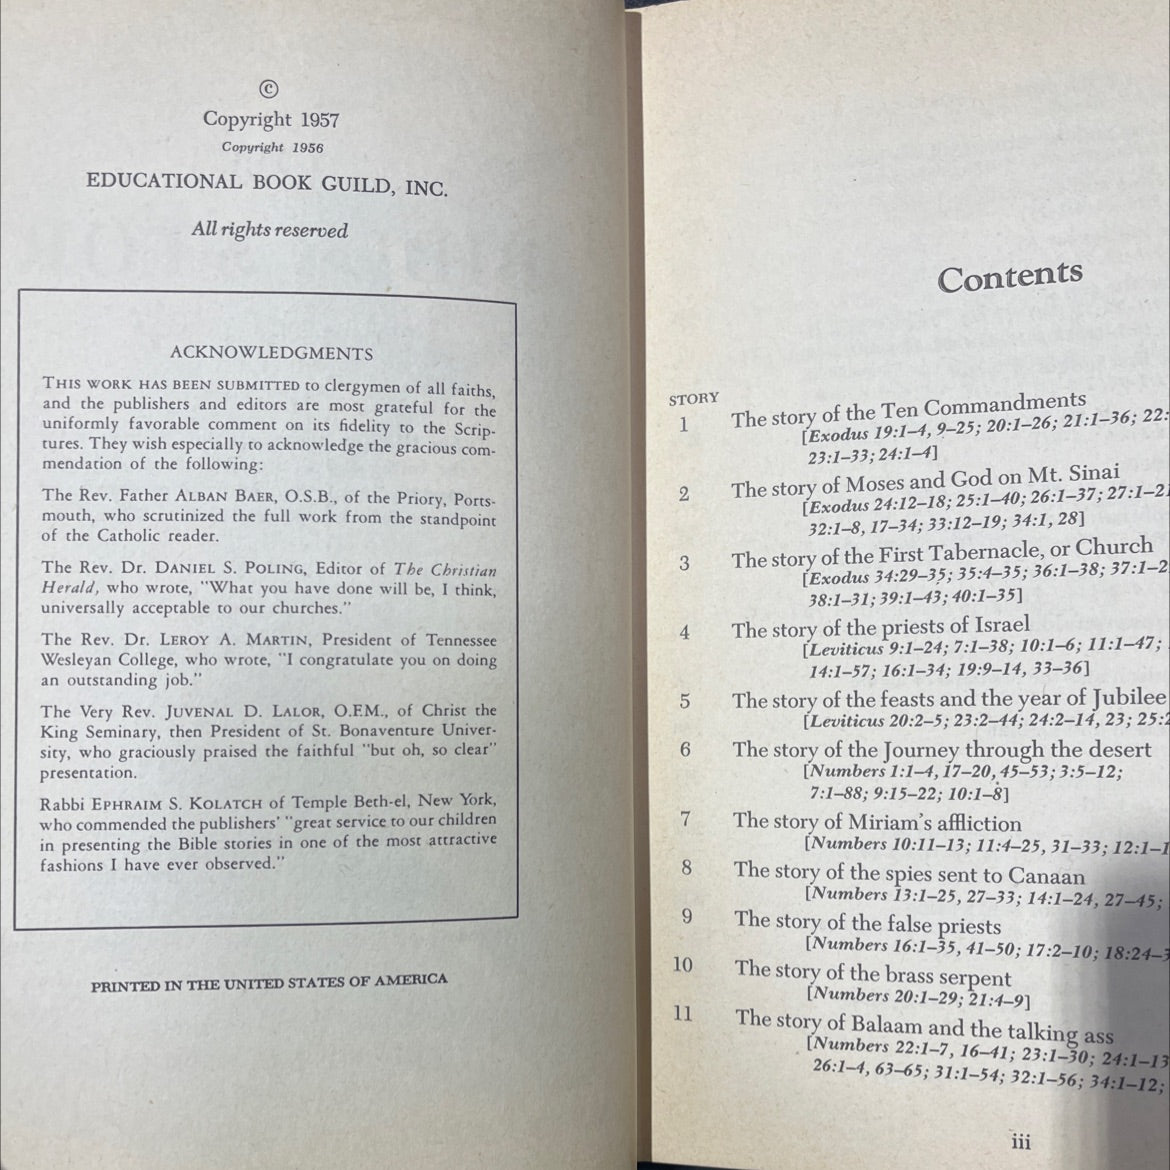 ©
Copyright 1957
Copyright 1956
EDUCATIONAL BOOK GUILD, INC.
All rights reserved
ACKNOWLEDGMENTS
THIS WORK HAS BEEN SUBMITTED to clergymen of all faiths,
and the publishers and editors are most grateful for the
uniformly favorable comment on its fidelity to the Scrip-
tures. They wish especially to acknowledge the gracious com-
mendation of the following:
The Rev. Father ALBAN BAER, O.S.B., of the Priory, Ports-
mouth, who scrutinized the full work from the standpoint
of the Catholic reader.
The Rev. Dr. DANIEL S. POLING, Editor of The Christian
Herald, who wrote, "What you have done will be, I think,
universally acceptable to our churches."
The Rev. Dr. LEROY A. MARTIN, President of Tennessee
Wesleyan College, who wrote, "I congratulate you on doing
an outstanding job."
The Very Rev. JUVENAL D. LALOR, O.F.M., of Christ the
King Seminary, then President of St. Bonaventure Univer-
sity, who graciously praised the faithful "but oh, so clear"
presentation.
Rabbi EPHRAIM S. KOLATCH of Temple Beth-el, New York,
who commended the publishers' "great service to our children
in presenting the Bible stories in one of the most attractive
fashions I have ever observed."
PRINTED IN THE UNITED STATES OF AMERICA
Contents
STORY
1 The story of the Ten Commandments
[Exodus 19:1–4, 9–25; 20:1–26; 21:1–36; 22:
23:1–33; 24:1–4]
2 The story of Moses and God on Mt. Sinai
[Exodus 24:12–18; 25:1–40; 26:1–37; 27:1–21
32:1–8, 17–34; 33:12–19; 34:1, 28]
3 The story of the First Tabernacle, or Church
[Exodus 34:29–35; 35:4–35; 36:1–38; 37:1–2
38:1–31; 39:1–43; 40:1–35]
4 The story of the priests of Israel
[Leviticus 9:1–24; 7:1–38; 10:1–6; 11:1–47;
14:1–57; 16:1–34; 19:9–14, 33–36]
5 The story of the feasts and the year of Jubilee
[Leviticus 20:2–5; 23:2–44; 24:2–14, 23; 25:2
6 The story of the Journey through the desert
[Numbers 1:1–4, 17–20, 45–53; 3:5–12;
7:1–88; 9:15–22; 10:1–8]
7 The story of Miriam's affliction
[Numbers 10:11–13; 11:4–25, 31–33; 12:1–1
8 The story of the spies sent to Canaan
[Numbers 13:1–25, 27–33; 14:1–24, 27–45;
9 The story of the false priests
[Numbers 16:1–35, 41–50; 17:2–10; 18:24–3
10 The story of the brass serpent
[Numbers 20:1–29; 21:4–9]
11 The story of Balaam and the talking ass
[Numbers 22:1–7, 16–41; 23:1–30; 24:1–13
26:1–4, 63–65; 31:1–54; 32:1–56; 34:1–12;
iii